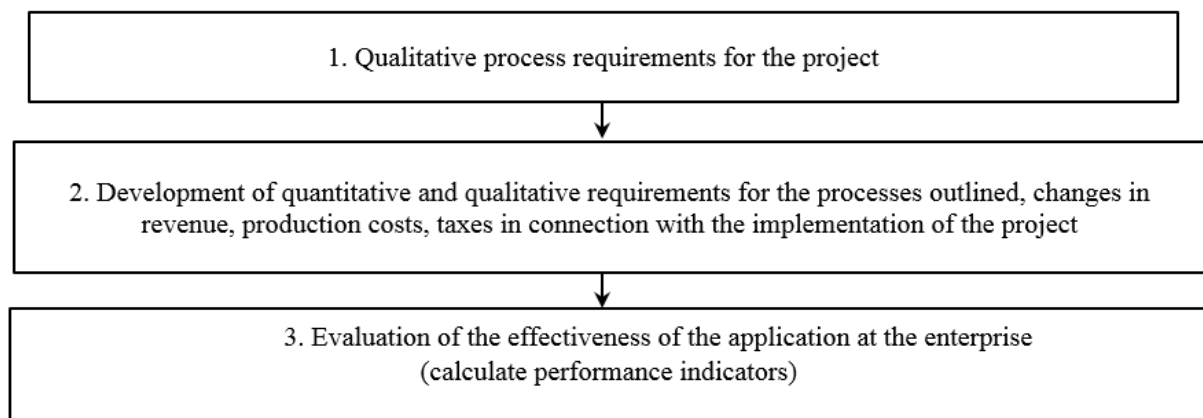 1. Qualitative process requirements for the project
2. Development of quantitative and qualitative requirements for the processes outlined, changes in
revenue, production costs, taxes in connection with the implementation of the project
3. Evaluation of the effectiveness of the application at the enterprise
(calculate performance indicators)